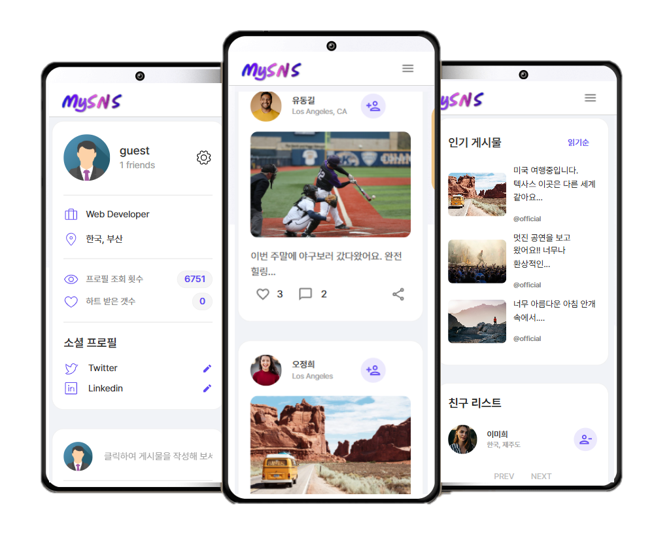 MySNS
guest
1 friends
Web Developer
한국, 부산
프로필 조회 횟수
6751
하트 받은 갯수
0
소셜 프로필
Twitter
Linkedin
클릭하여 게시물을 작성해 보세
MySNS
유동길
Los Angeles, CA
이번 주말에 야구보러 갔다왔어요. 완전
힐링...
3
2
오정희
Los Angeles
MySNS
인기 게시물
읽기순
미국 여행중입니다.
텍사스 이곳은 다른 세계
같아요...
@official
멋진 공연을 보고
왔어요!! 너무나
환상적인...
@official
너무 아름다운 아침 안개
속에서....
@official
친구 리스트
이미희
한국, 제주도
PREV
NEXT